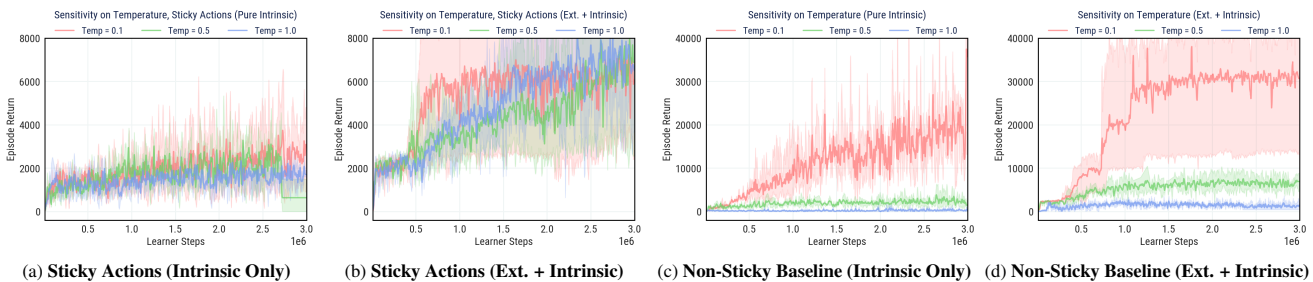 Sensitivity on Temperature, Sticky Actions (Pure Intrinsic)
Temp = 0.1 Temp = 0.5 Temp = 1.0
8000
6000
4000
2000
0
Episode Return
0.5 1.0 1.5 2.0 2.5 3.0
Learner Steps
1e6
(a) Sticky Actions (Intrinsic Only)
Sensitivity on Temperature, Sticky Actions (Ext. + Intrinsic)
Temp = 0.1 Temp = 0.5 Temp = 1.0
8000
6000
4000
2000
0
Episode Return
0.5 1.0 1.5 2.0 2.5 3.0
Learner Steps
1e6
(b) Sticky Actions (Ext. + Intrinsic)
Sensitivity on Temperature (Pure Intrinsic)
Temp = 0.1 Temp = 0.5 Temp = 1.0
40000
30000
20000
10000
0
Episode Return
0.5 1.0 1.5 2.0 2.5 3.0
Learner Steps
1e6
(c) Non-Sticky Baseline (Intrinsic Only)
Sensitivity on Temperature (Ext. + Intrinsic)
Temp = 0.1 Temp = 0.5 Temp = 1.0
40000
30000
20000
10000
0
Episode Return
0.5 1.0 1.5 2.0 2.5 3.0
Learner Steps
1e6
(d) Non-Sticky Baseline (Ext. + Intrinsic)